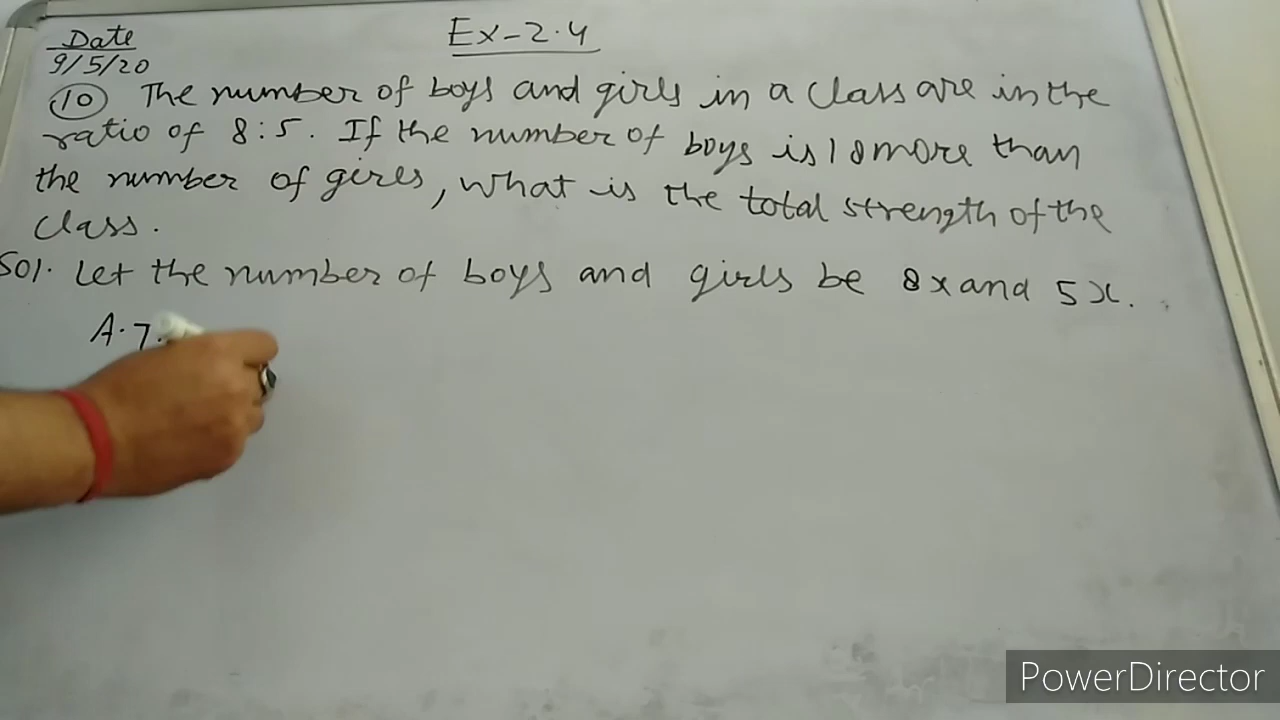 Date
9/5/20
Ex-2.4
(10) The number of boys and girls in a class are in the
ratio of 8:5. If the number of boys is 18 more than
the number of girls, what is the total strength of the
class.
Sol. Let the number of boys and girls be 8x and 5x.
A.7.
PowerDirector